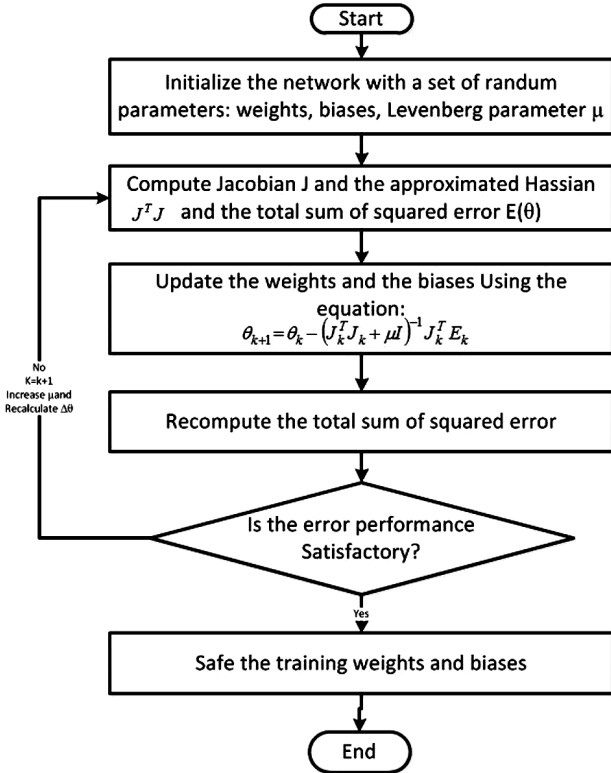 Start
Initialize the network with a set of randum
parameters: weights, biases, Levenberg parameter μ
Compute Jacobian J and the approximated Hassian
J^T J and the total sum of squared error E(θ)
Update the weights and the biases Using the
equation:
θ_{k+1} = θ_k − (J_k^T J_k + μI)^{−1} J_k^T E_k
No
K=k+1
Increase μand
Recalculate Δθ
Recompute the total sum of squared error
Is the error performance
Satisfactory?
Yes
Safe the training weights and biases
End